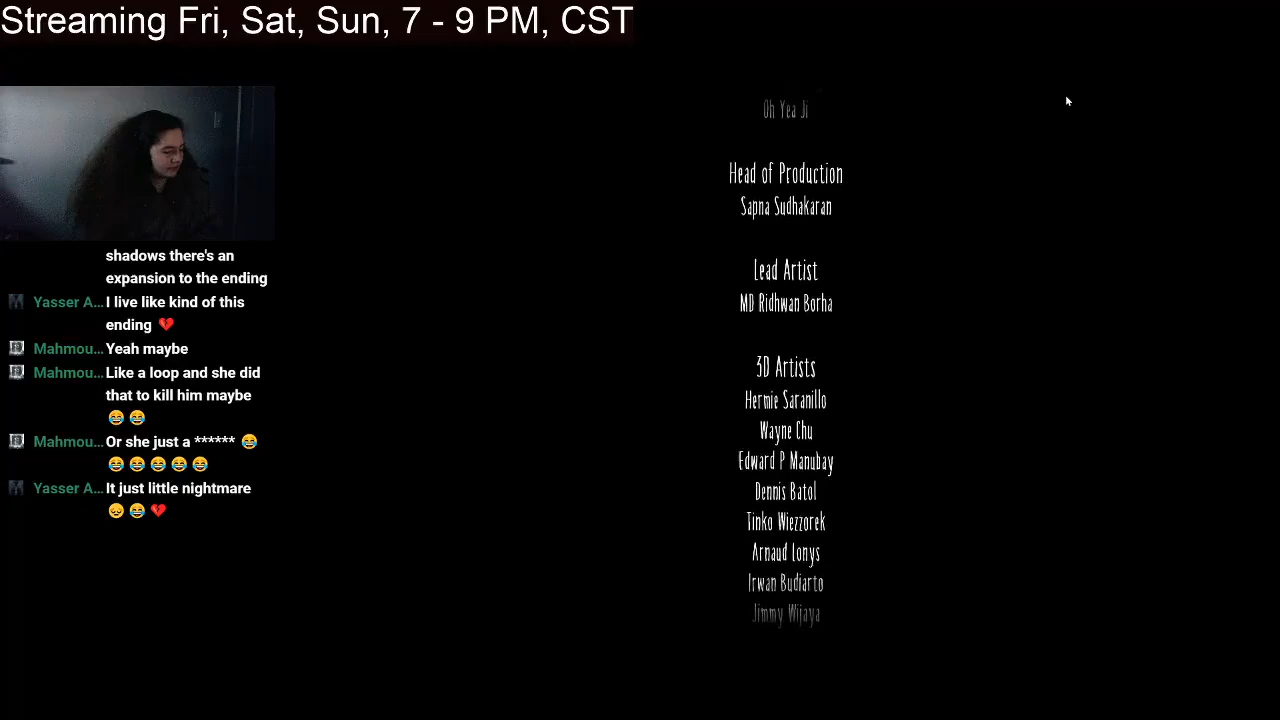 Streaming Fri, Sat, Sun, 7 - 9 PM, CST
shadows there's an
expansion to the ending
Yasser A... I live like kind of this
ending 💔
Mahmou... Yeah maybe
Mahmou... Like a loop and she did
that to kill him maybe
😂 😂
Mahmou... Or she just a ****** 😂
😂 😂 😂 😂 😂
Yasser A... It just little nightmare
😔 😂 💔
Oh Yea Ji
Head of Production
Sapna Sudhakaran
Lead Artist
MD Ridhwan Borha
3D Artists
Hermie Saranillo
Wayne Chu
Edward P Manubay
Dennis Batol
Tinko Wiezzorek
Arnaud Lonys
Irwan Budiarto
Jimmy Wijaya